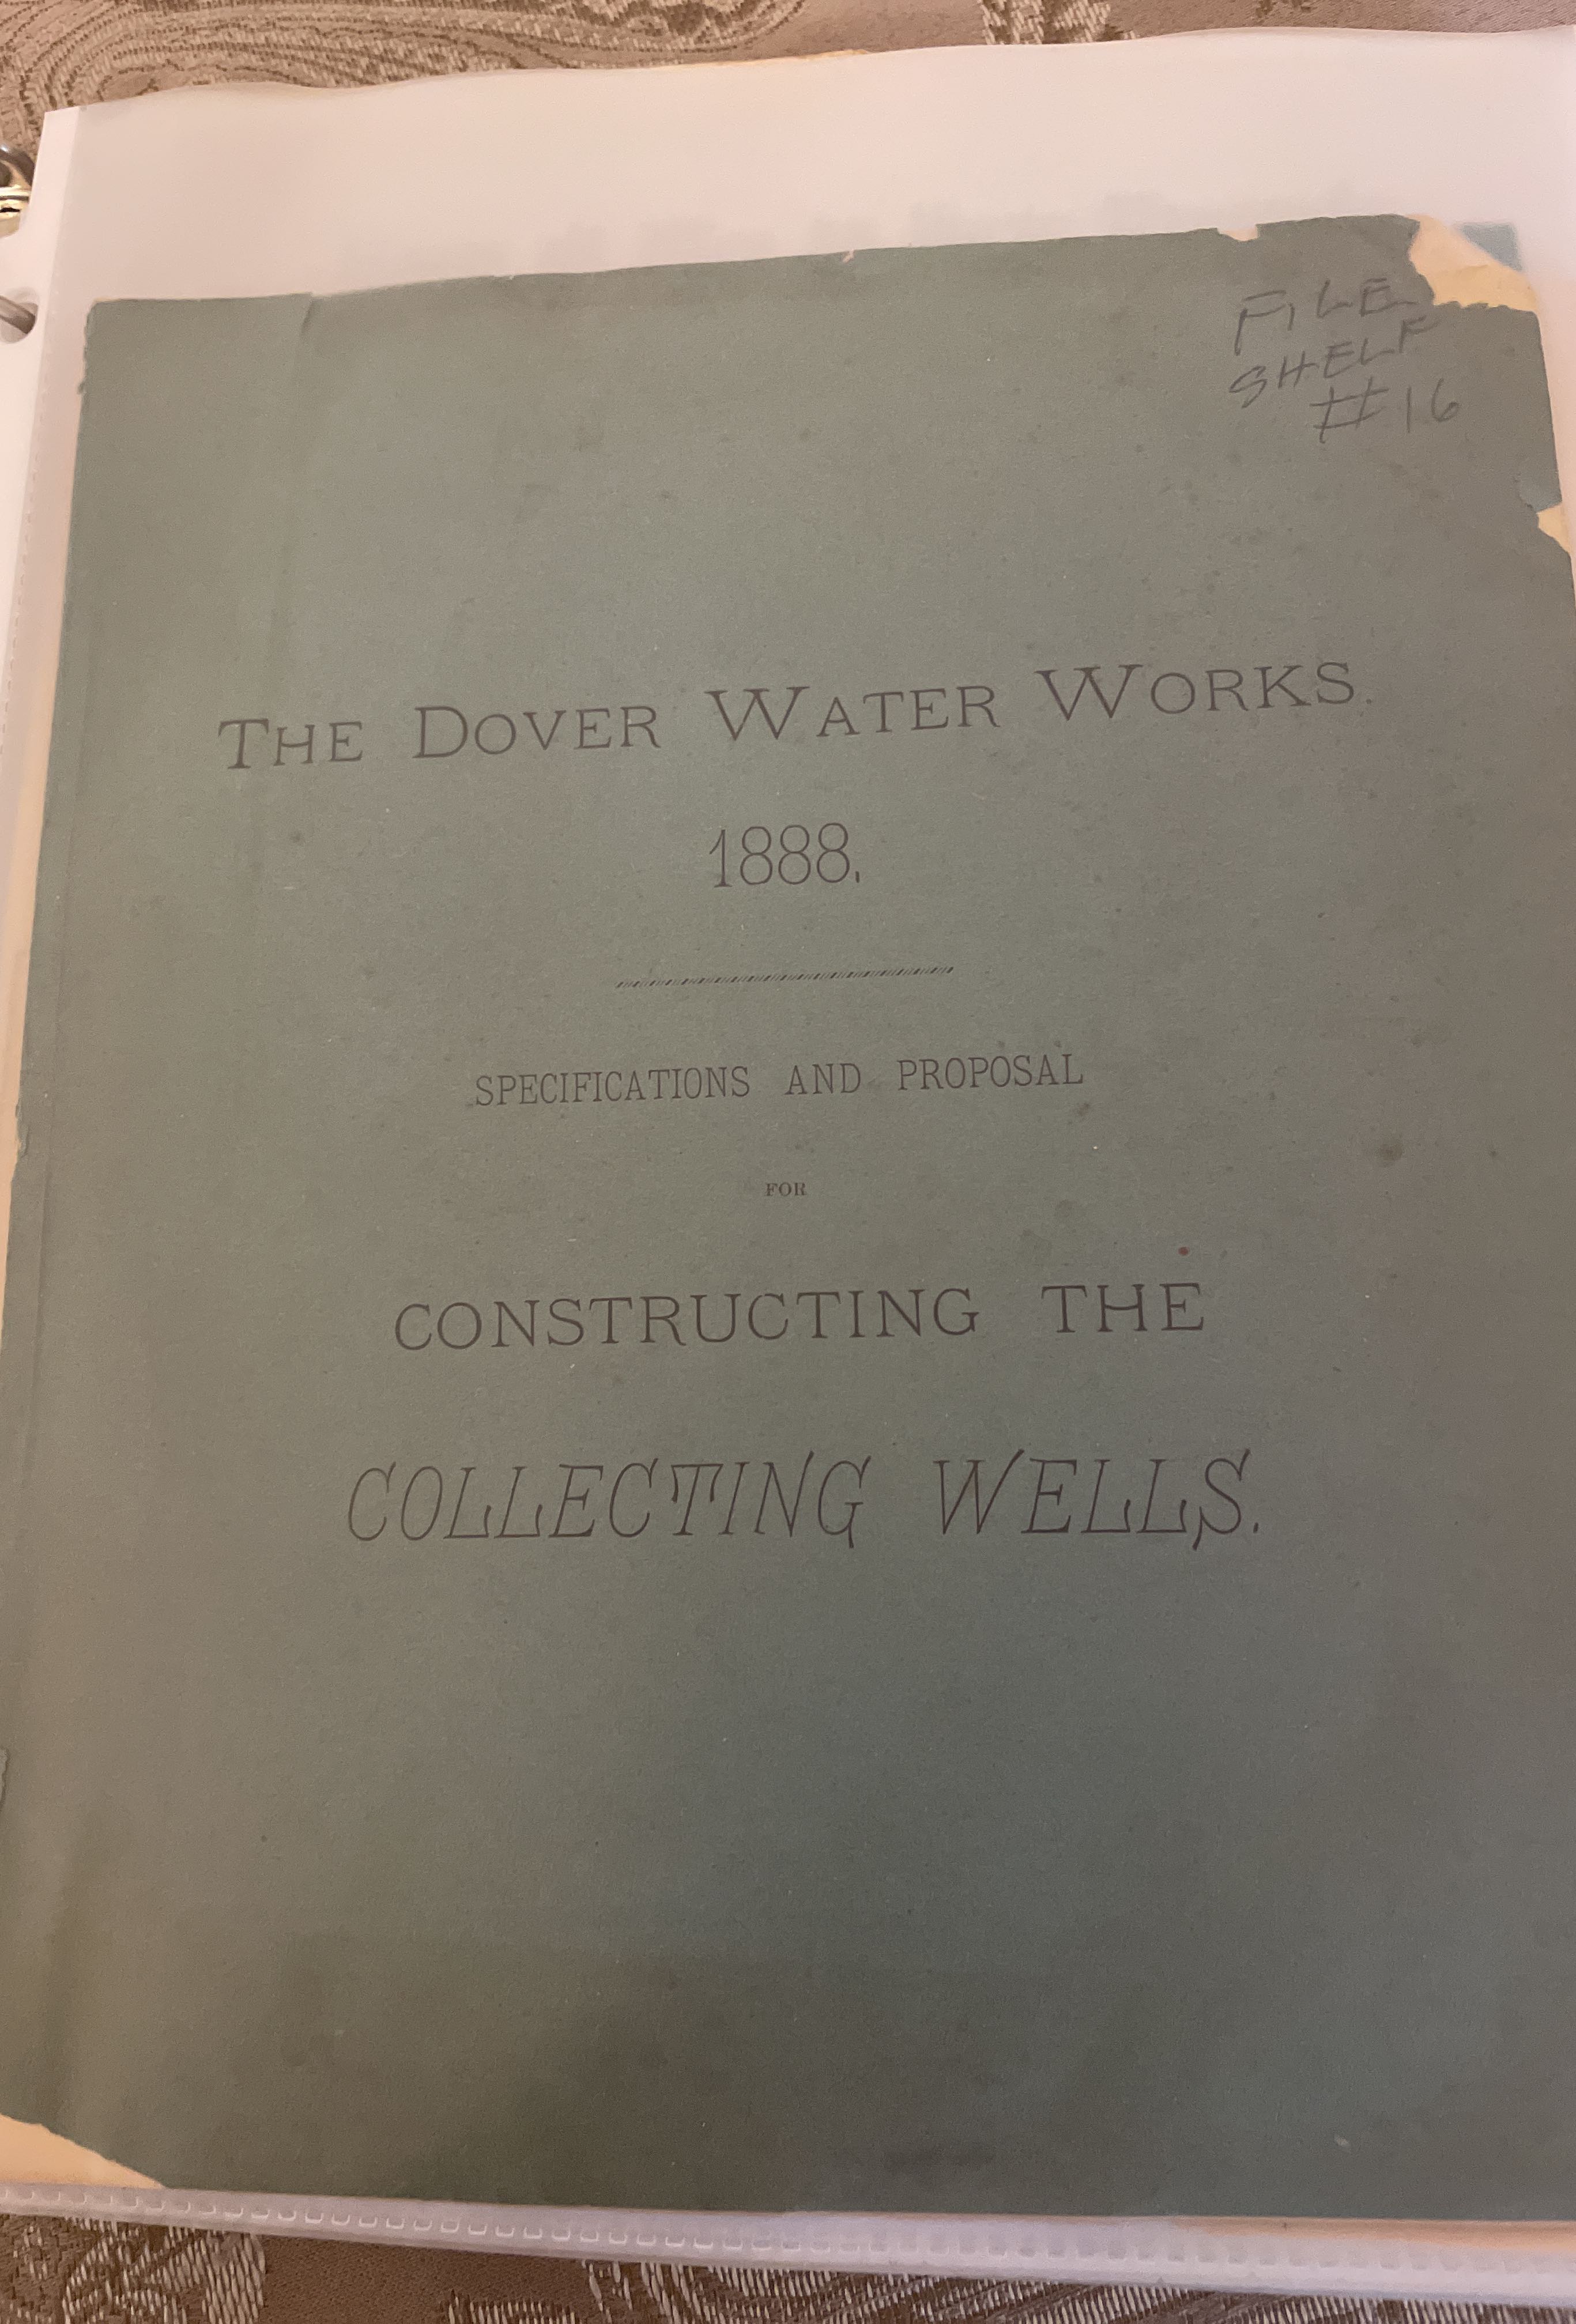 FILE
SHELF
#16
THE DOVER WATER WORKS.
1888.
SPECIFICATIONS AND PROPOSAL
FOR
CONSTRUCTING THE
COLLECTING WELLS.